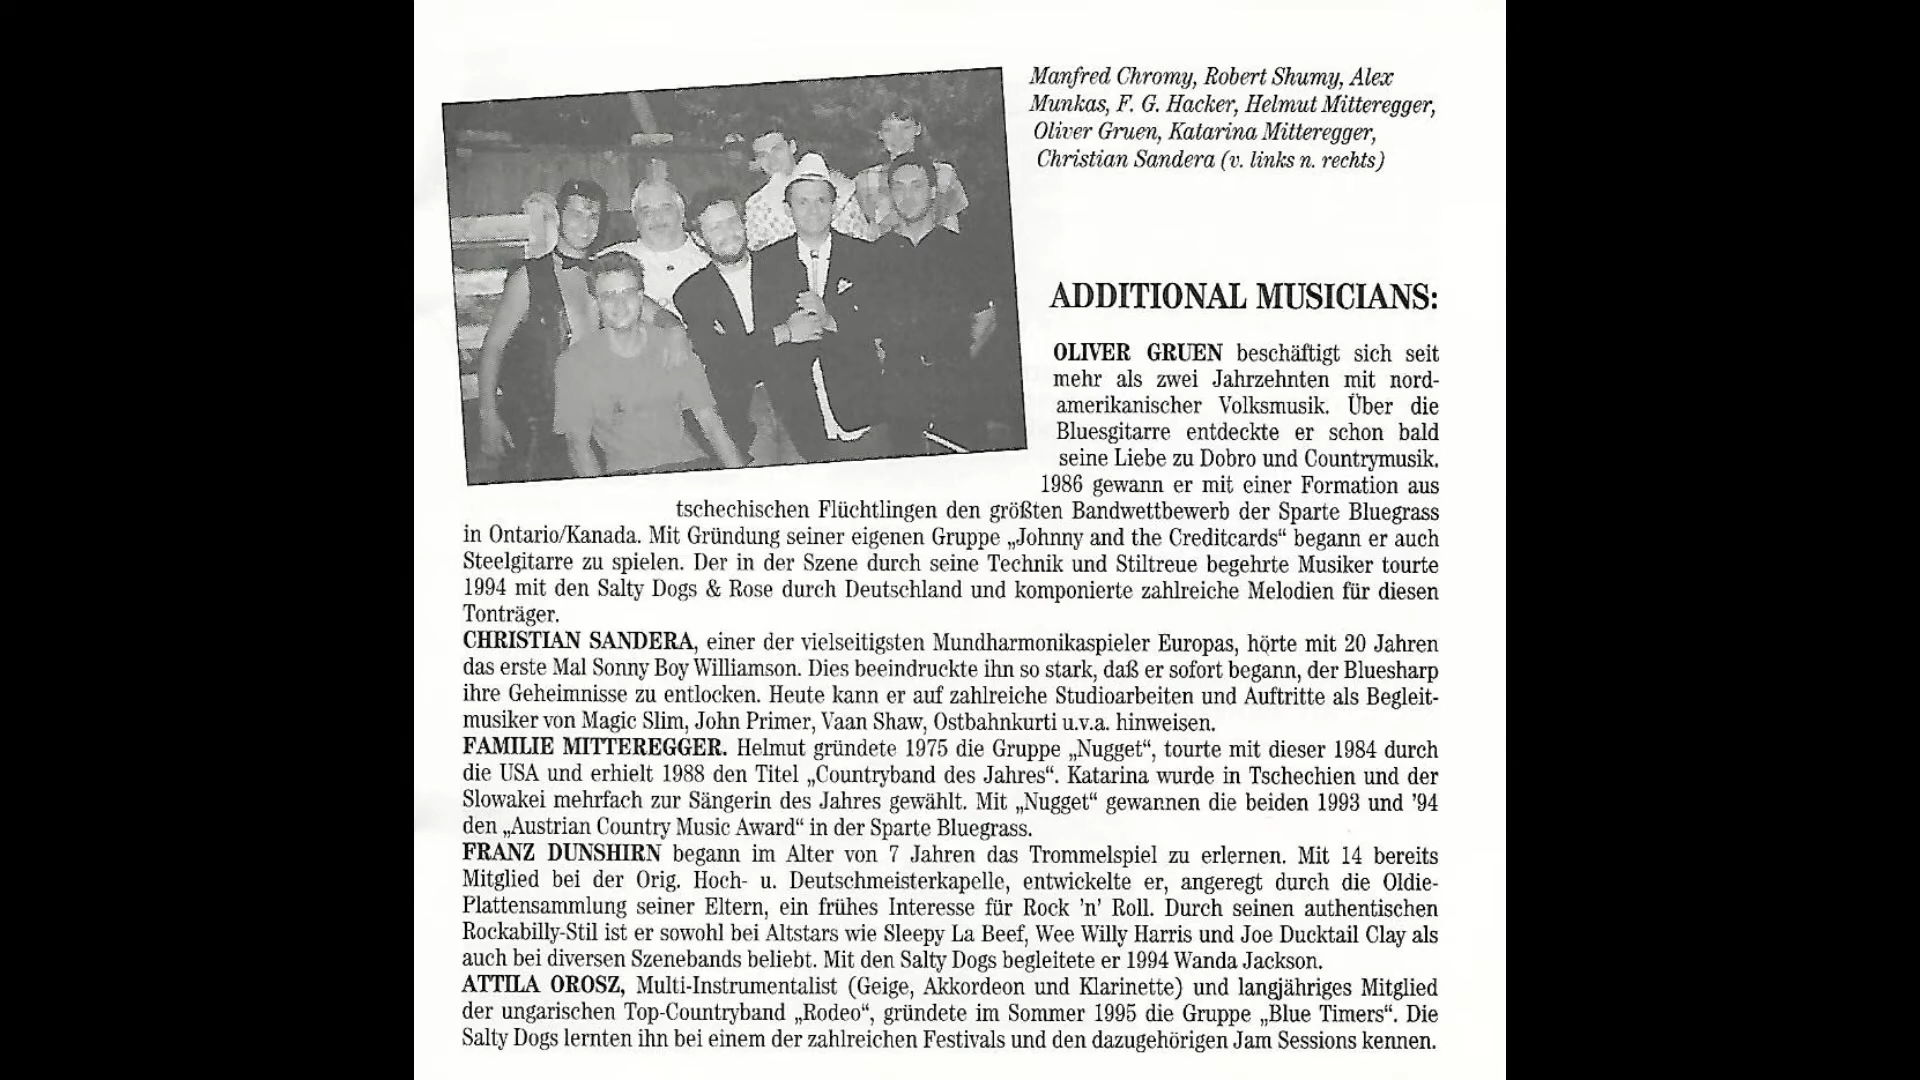 Manfred Chromy, Robert Shumy, Alex
Munkas, F. G. Hacker, Helmut Mitteregger,
Oliver Gruen, Katarina Mitteregger,
Christian Sandera (v. links n. rechts)
ADDITIONAL MUSICIANS:
OLIVER GRUEN beschäftigt sich seit
mehr als zwei Jahrzehnten mit nord-
amerikanischer Volksmusik. Über die
Bluesgitarre entdeckte er schon bald
seine Liebe zu Dobro und Countrymusik.
1986 gewann er mit einer Formation aus
tschechischen Flüchtlingen den größten Bandwettbewerb der Sparte Bluegrass
in Ontario/Kanada. Mit Gründung seiner eigenen Gruppe „Johnny and the Creditcards“ begann er auch
Steelgitarre zu spielen. Der in der Szene durch seine Technik und Stiltreue begehrte Musiker tourte
1994 mit den Salty Dogs & Rose durch Deutschland und komponierte zahlreiche Melodien für diesen
Tonträger.
CHRISTIAN SANDERA, einer der vielseitigsten Mundharmonikaspieler Europas, hörte mit 20 Jahren
das erste Mal Sonny Boy Williamson. Dies beeindruckte ihn so stark, daß er sofort begann, der Bluesharp
ihre Geheimnisse zu entlocken. Heute kann er auf zahlreiche Studioarbeiten und Auftritte als Begleit-
musiker von Magic Slim, John Primer, Vaan Shaw, Ostbahnkurti u.v.a. hinweisen.
FAMILIE MITTEREGGER. Helmut gründete 1975 die Gruppe „Nugget“, tourte mit dieser 1984 durch
die USA und erhielt 1988 den Titel „Countryband des Jahres“. Katarina wurde in Tschechien und der
Slowakei mehrfach zur Sängerin des Jahres gewählt. Mit „Nugget“ gewannen die beiden 1993 und ’94
den „Austrian Country Music Award“ in der Sparte Bluegrass.
FRANZ DUNSHIRN begann im Alter von 7 Jahren das Trommelspiel zu erlernen. Mit 14 bereits
Mitglied bei der Orig. Hoch- u. Deutschmeisterkapelle, entwickelte er, angeregt durch die Oldie-
Plattensammlung seiner Eltern, ein frühes Interesse für Rock ’n’ Roll. Durch seinen authentischen
Rockabilly-Stil ist er sowohl bei Altstars wie Sleepy La Beef, Wee Willy Harris und Joe Ducktail Clay als
auch bei diversen Szenebands beliebt. Mit den Salty Dogs begleitete er 1994 Wanda Jackson.
ATTILA OROSZ, Multi-Instrumentalist (Geige, Akkordeon und Klarinette) und langjähriges Mitglied
der ungarischen Top-Countryband „Rodeo“, gründete im Sommer 1995 die Gruppe „Blue Timers“. Die
Salty Dogs lernten ihn bei einem der zahlreichen Festivals und den dazugehörigen Jam Sessions kennen.